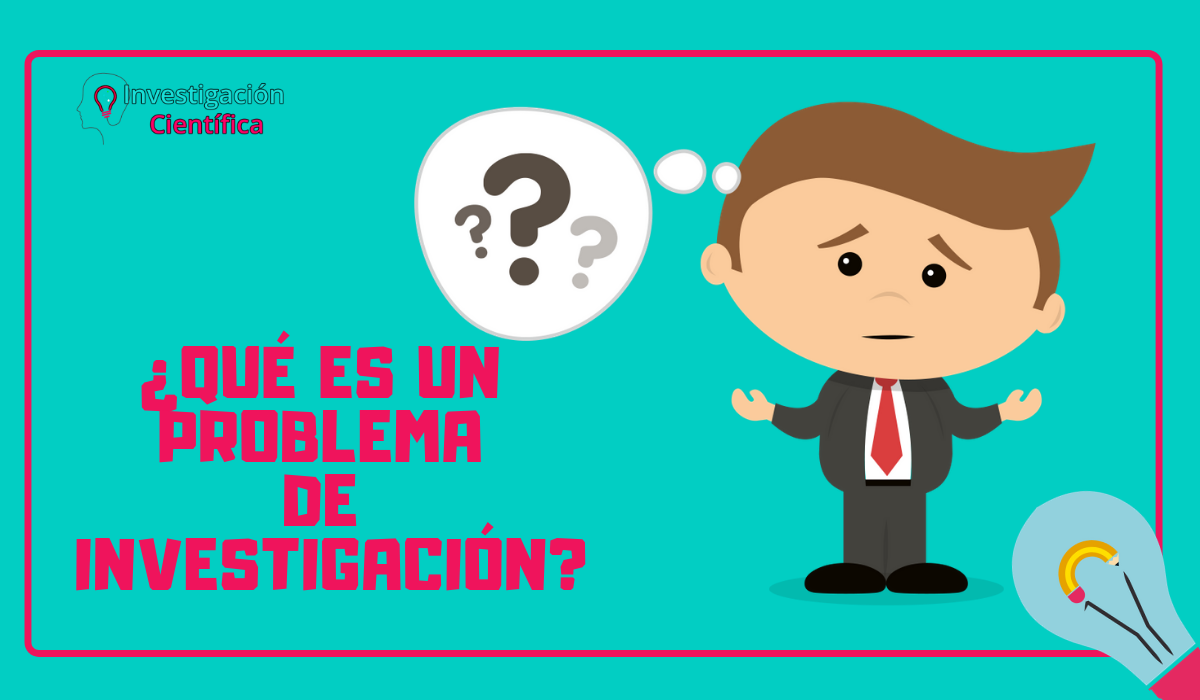 Investigación
Científica
? ? ?
¿QUÉ ES UN
PROBLEMA
DE
INVESTIGACIÓN?